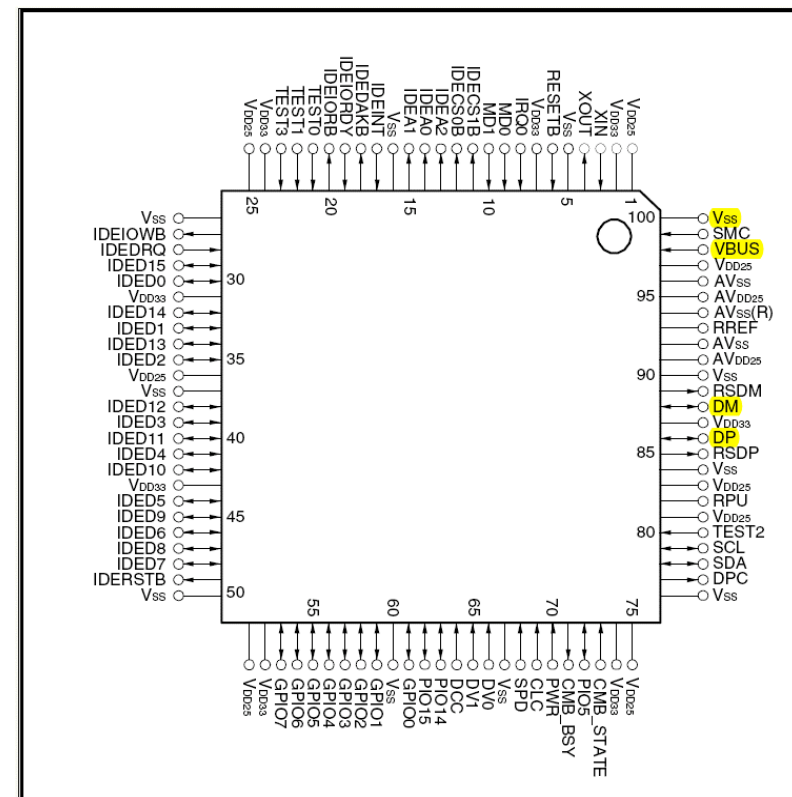 VDD25
VDD33
TEST3
TEST1
TEST0
IDEIORB
IDEIORDY
IDEDAKB
IDEINT
VSS
IDEA1
IDEA0
IDEA2
IDECS0B
IDECS1B
MD1
MD0
IRQ0
VDD33
RESETB
VSS
XOUT
XIN
VDD33
VDD25
25
20
15
10
5
1
VSS
IDEIOWB
IDEDRQ
IDED15
IDED0
VDD33
IDED14
IDED1
IDED13
IDED2
VDD25
VSS
IDED12
IDED3
IDED11
IDED4
IDED10
VDD33
IDED5
IDED9
IDED6
IDED8
IDED7
IDERSTB
VSS
30
35
40
45
50
100
95
90
85
80
VSS
SMC
VBUS
VDD25
AVSS
AVDD25
AVSS(R)
RREF
AVSS
AVDD25
VSS
RSDM
DM
VDD33
DP
RSDP
VSS
VDD25
RPU
VDD25
TEST2
SCL
SDA
DPC
VSS
55
60
65
70
75
VDD25
VDD33
GPIO7
GPIO6
GPIO5
GPIO4
GPIO3
GPIO2
GPIO1
VSS
GPIO0
PIO15
PIO14
DCC
DV1
DV0
VSS
SPD
CLC
PWR
CMB_BSY
PIO5
CMB_STATE
VDD33
VDD25